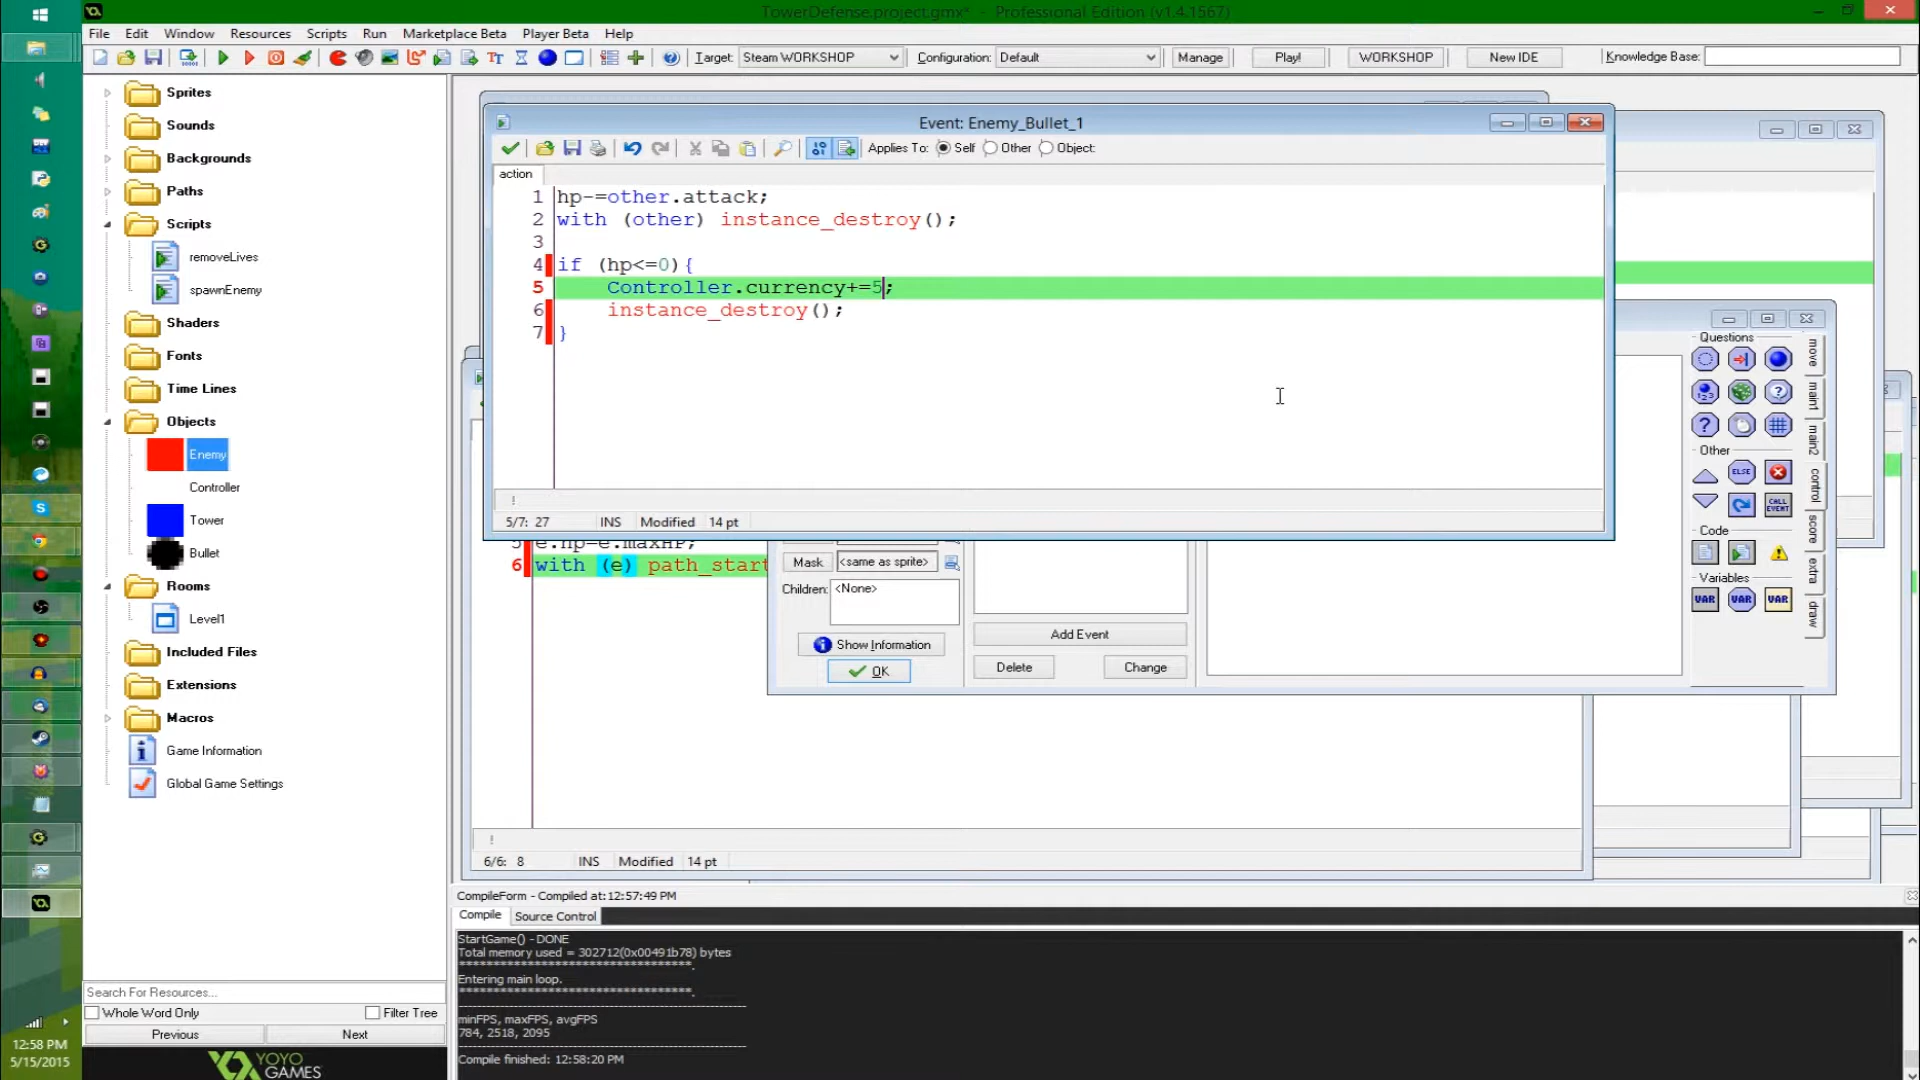 TowerDefense.project.gmx* - Professional Edition (v1.4.1567)
File Edit Window Resources Scripts Run Marketplace Beta Player Beta Help
Target: Steam WORKSHOP Configuration: Default Manage Play! WORKSHOP New IDE Knowledge Base:
Sprites
Sounds
Backgrounds
Paths
Scripts
removeLives
spawnEnemy
Shaders
Fonts
Time Lines
Objects
Enemy
Controller
Tower
Bullet
Rooms
Level1
Included Files
Extensions
Macros
Game Information
Global Game Settings
Search For Resources...
Whole Word Only Filter Tree
Previous Next
YOYO
GAMES
12:58 PM
5/15/2015
Event: Enemy_Bullet_1
Applies To: Self Other Object:
action
1 hp-=other.attack;
2 with (other) instance_destroy();
3
4 if (hp<=0){
5 Controller.currency+=5;
6 instance_destroy();
7 }
5/7: 27 INS Modified 14 pt
5 e.hp=e.maxHP;
6 with (e) path_start
6/6: 8 INS Modified 14 pt
Mask <same as sprite>
Children: <None>
Show Information
OK
Add Event
Delete Change
Questions
Other
ELSE
CALL EVENT
Code
Variables
VAR VAR VAR
move
main1
main2
control
score
extra
draw
CompileForm - Compiled at:12:57:49 PM
Compile Source Control
StartGame() - DONE
Total memory used = 302712(0x00491b78) bytes
**********************************.
Entering main loop.
**********************************.
minFPS, maxFPS, avgFPS
784, 2518, 2095
Compile finished: 12:58:20 PM